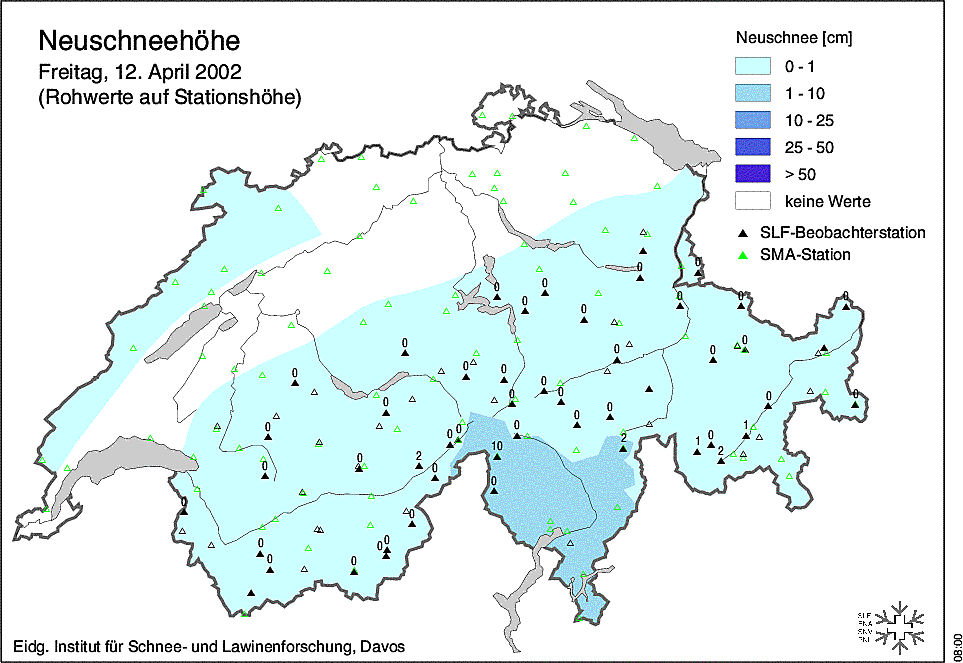 Neuschneehöhe
Freitag, 12. April 2002
(Rohwerte auf Stationshöhe)
Neuschnee [cm]
0 - 1
1 - 10
10 - 25
25 - 50
> 50
keine Werte
SLF-Beobachterstation
SMA-Station
0
0
0 0
0 0 0
0
0
0 0
0 0
0 0 0
0
0 0 0 0
0 0 0
0 0 0 0 2 1 0 1
0 2 10 2
0 0 0
0 0
0 0 0
0 0
Eidg. Institut für Schnee- und Lawinenforschung, Davos
SLF
FNA
SNV
FNL
08:00